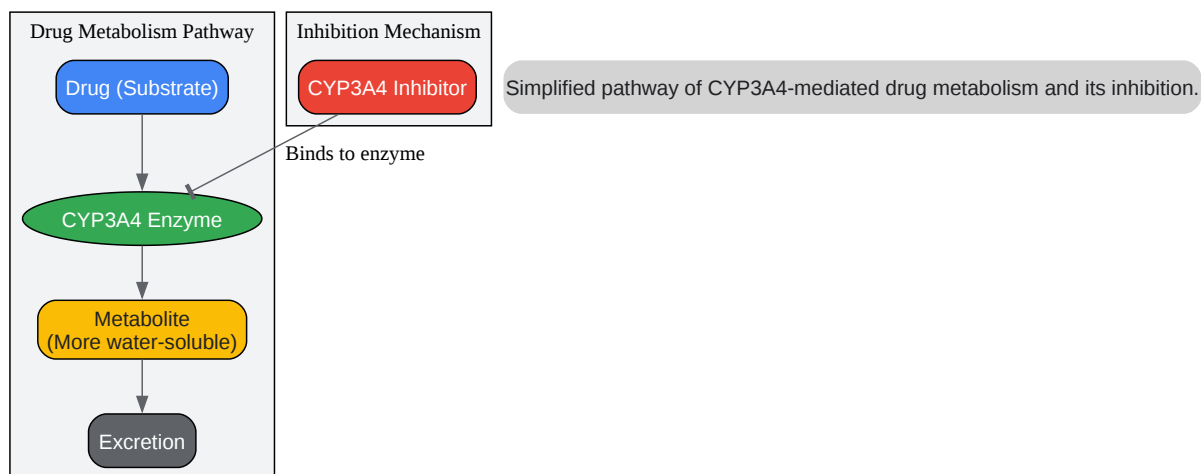 Drug Metabolism Pathway
Drug (Substrate)
CYP3A4 Enzyme
Metabolite
(More water-soluble)
Excretion
Inhibition Mechanism
CYP3A4 Inhibitor
Binds to enzyme
Simplified pathway of CYP3A4-mediated drug metabolism and its inhibition.